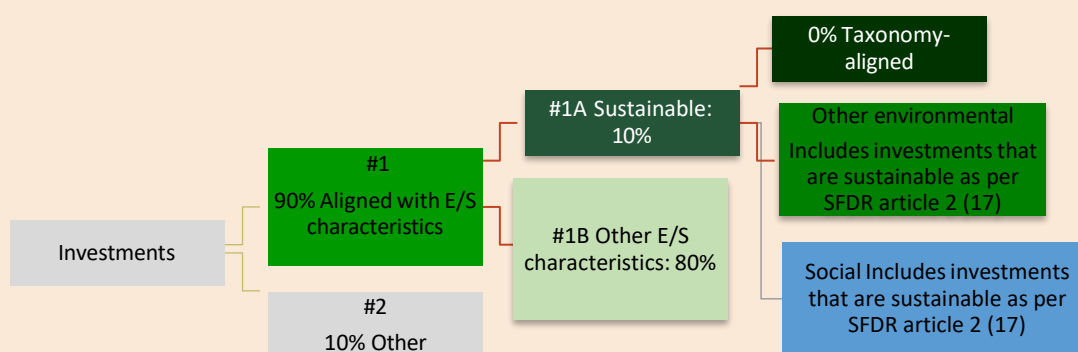 Investments
#1
90% Aligned with E/S
characteristics
#2
10% Other
#1A Sustainable:
10%
#1B Other E/S
characteristics: 80%
0% Taxonomy-
aligned
Other environmental
Includes investments that
are sustainable as per
SFDR article 2 (17)
Social Includes investments
that are sustainable as per
SFDR article 2 (17)